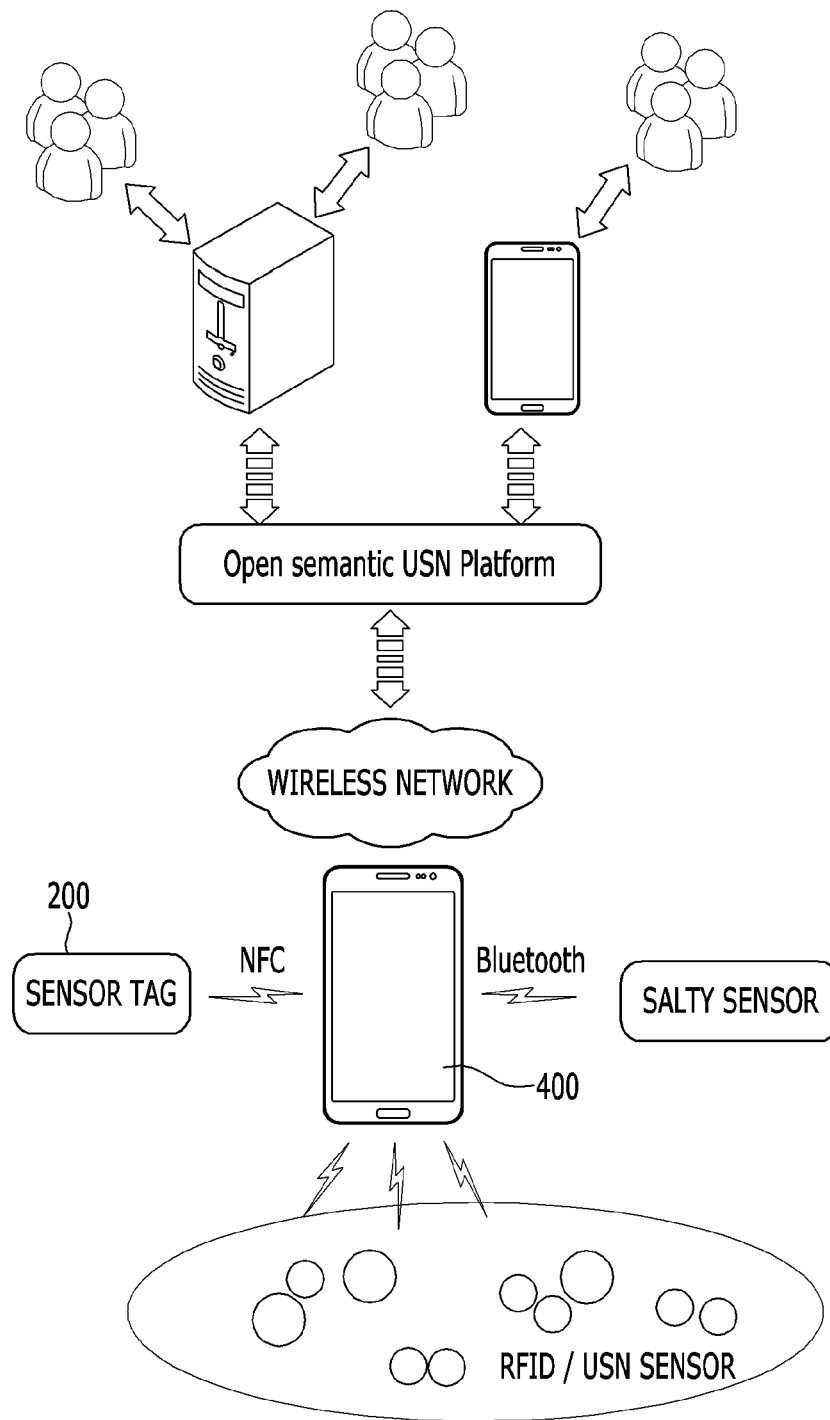 Open semantic USN Platform
WIRELESS NETWORK
200
NFC
Bluetooth
SENSOR TAG
SALTY SENSOR
400
RFID / USN SENSOR